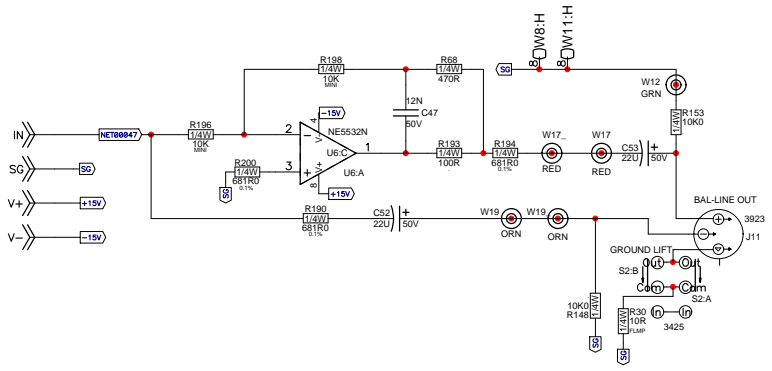 W8:H
W11:H
8
8
R198
1/4W
10K
MINI
R68
1/4W
470R
SG
W12
GRN
12N
C47
50V
R153
1/4W
10K0
IN
NET00047
R196
1/4W
10K
MINI
−15V
4
V-
NE5532N
2
1
U6:C
3
V+
8
U6:A
+15V
R193
1/4W
100R
R194
1/4W
681R0
0.1%
W17_
RED
W17
RED
C53
22U
+
50V
SG
SG
R200
1/4W
681R0
0.1%
SG
V+
+15V
V-
−15V
R190
1/4W
681R0
0.1%
C52
22U
+
50V
W19
ORN
W19
ORN
BAL-LINE OUT
3923
J11
GROUND LIFT
Out
Out
S2:B
Com
Com
S2:A
In
In
3425
10K0
R148
1/4W
SG
R30
10R
FLMP
1/4W
SG